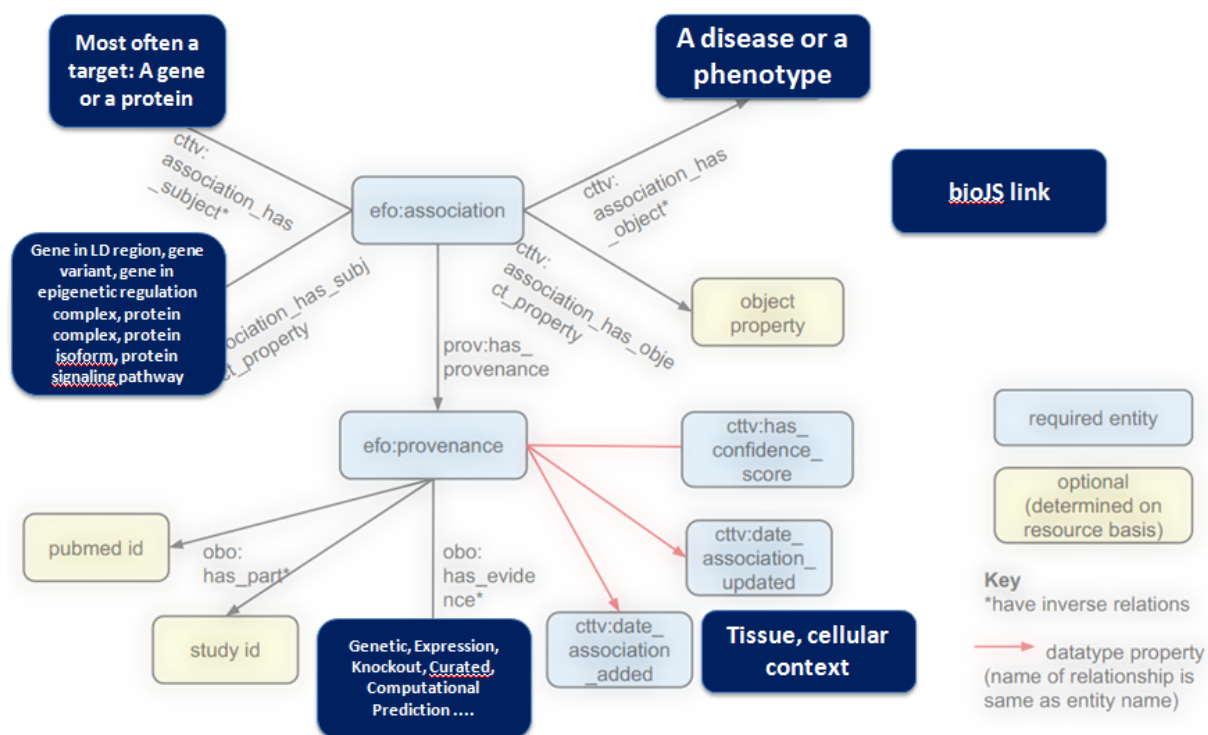 Most often a
target: A gene
or a protein
A disease or a
phenotype
bioJS link
cttv:
association_has
_subject*
efo:association
cttv:
association_has
_object*
Gene in LD region, gene
variant, gene in
epigenetic regulation
complex, protein
complex, protein
isoform, protein
signaling pathway
ociation_has_subj
ct_property
cttv:
association_has_obje
ct_property
object
property
prov:has_
provenance
efo:provenance
cttv:has_
confidence_
score
required entity
optional
(determined on
resource basis)
pubmed id
obo:
has_part*
obo:
has_evide
nce*
cttv:date_
association_
updated
study id
Genetic, Expression,
Knockout, Curated,
Computational
Prediction ....
cttv:date_
association
_added
Tissue, cellular
context
Key
*have inverse relations
datatype property
(name of relationship is
same as entity name)